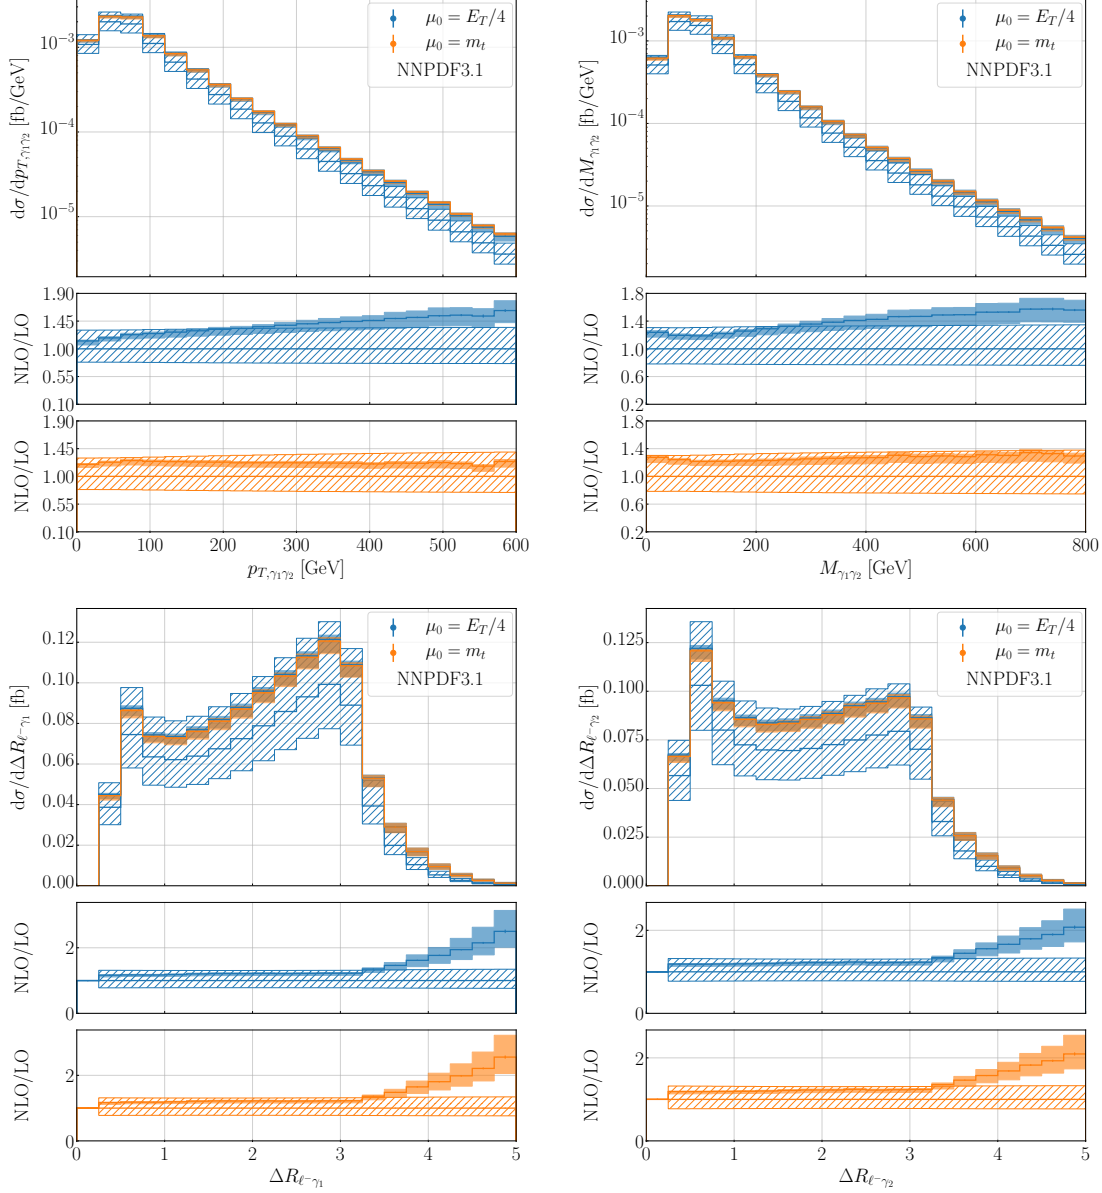 dσ/dp_{T,γ1γ2} [fb/GeV]
10^{-3}
10^{-4}
10^{-5}
μ_0 = E_T/4
μ_0 = m_t
NNPDF3.1
NLO/LO
1.90
1.45
1.00
0.55
0.10
NLO/LO
1.90
1.45
1.00
0.55
0.10
0 100 200 300 400 500 600
p_{T,γ1γ2} [GeV]
dσ/dM_{γ1γ2} [fb/GeV]
10^{-3}
10^{-4}
10^{-5}
μ_0 = E_T/4
μ_0 = m_t
NNPDF3.1
NLO/LO
1.8
1.4
1.0
0.6
0.2
NLO/LO
1.8
1.4
1.0
0.6
0.2
0 200 400 600 800
M_{γ1γ2} [GeV]
dσ/dΔR_{ℓ⁻γ1} [fb]
0.12
0.10
0.08
0.06
0.04
0.02
0.00
μ_0 = E_T/4
μ_0 = m_t
NNPDF3.1
NLO/LO
2
0
NLO/LO
2
0
0 1 2 3 4 5
ΔR_{ℓ⁻γ1}
dσ/dΔR_{ℓ⁻γ2} [fb]
0.125
0.100
0.075
0.050
0.025
0.000
μ_0 = E_T/4
μ_0 = m_t
NNPDF3.1
NLO/LO
2
0
NLO/LO
2
0
0 1 2 3 4 5
ΔR_{ℓ⁻γ2}